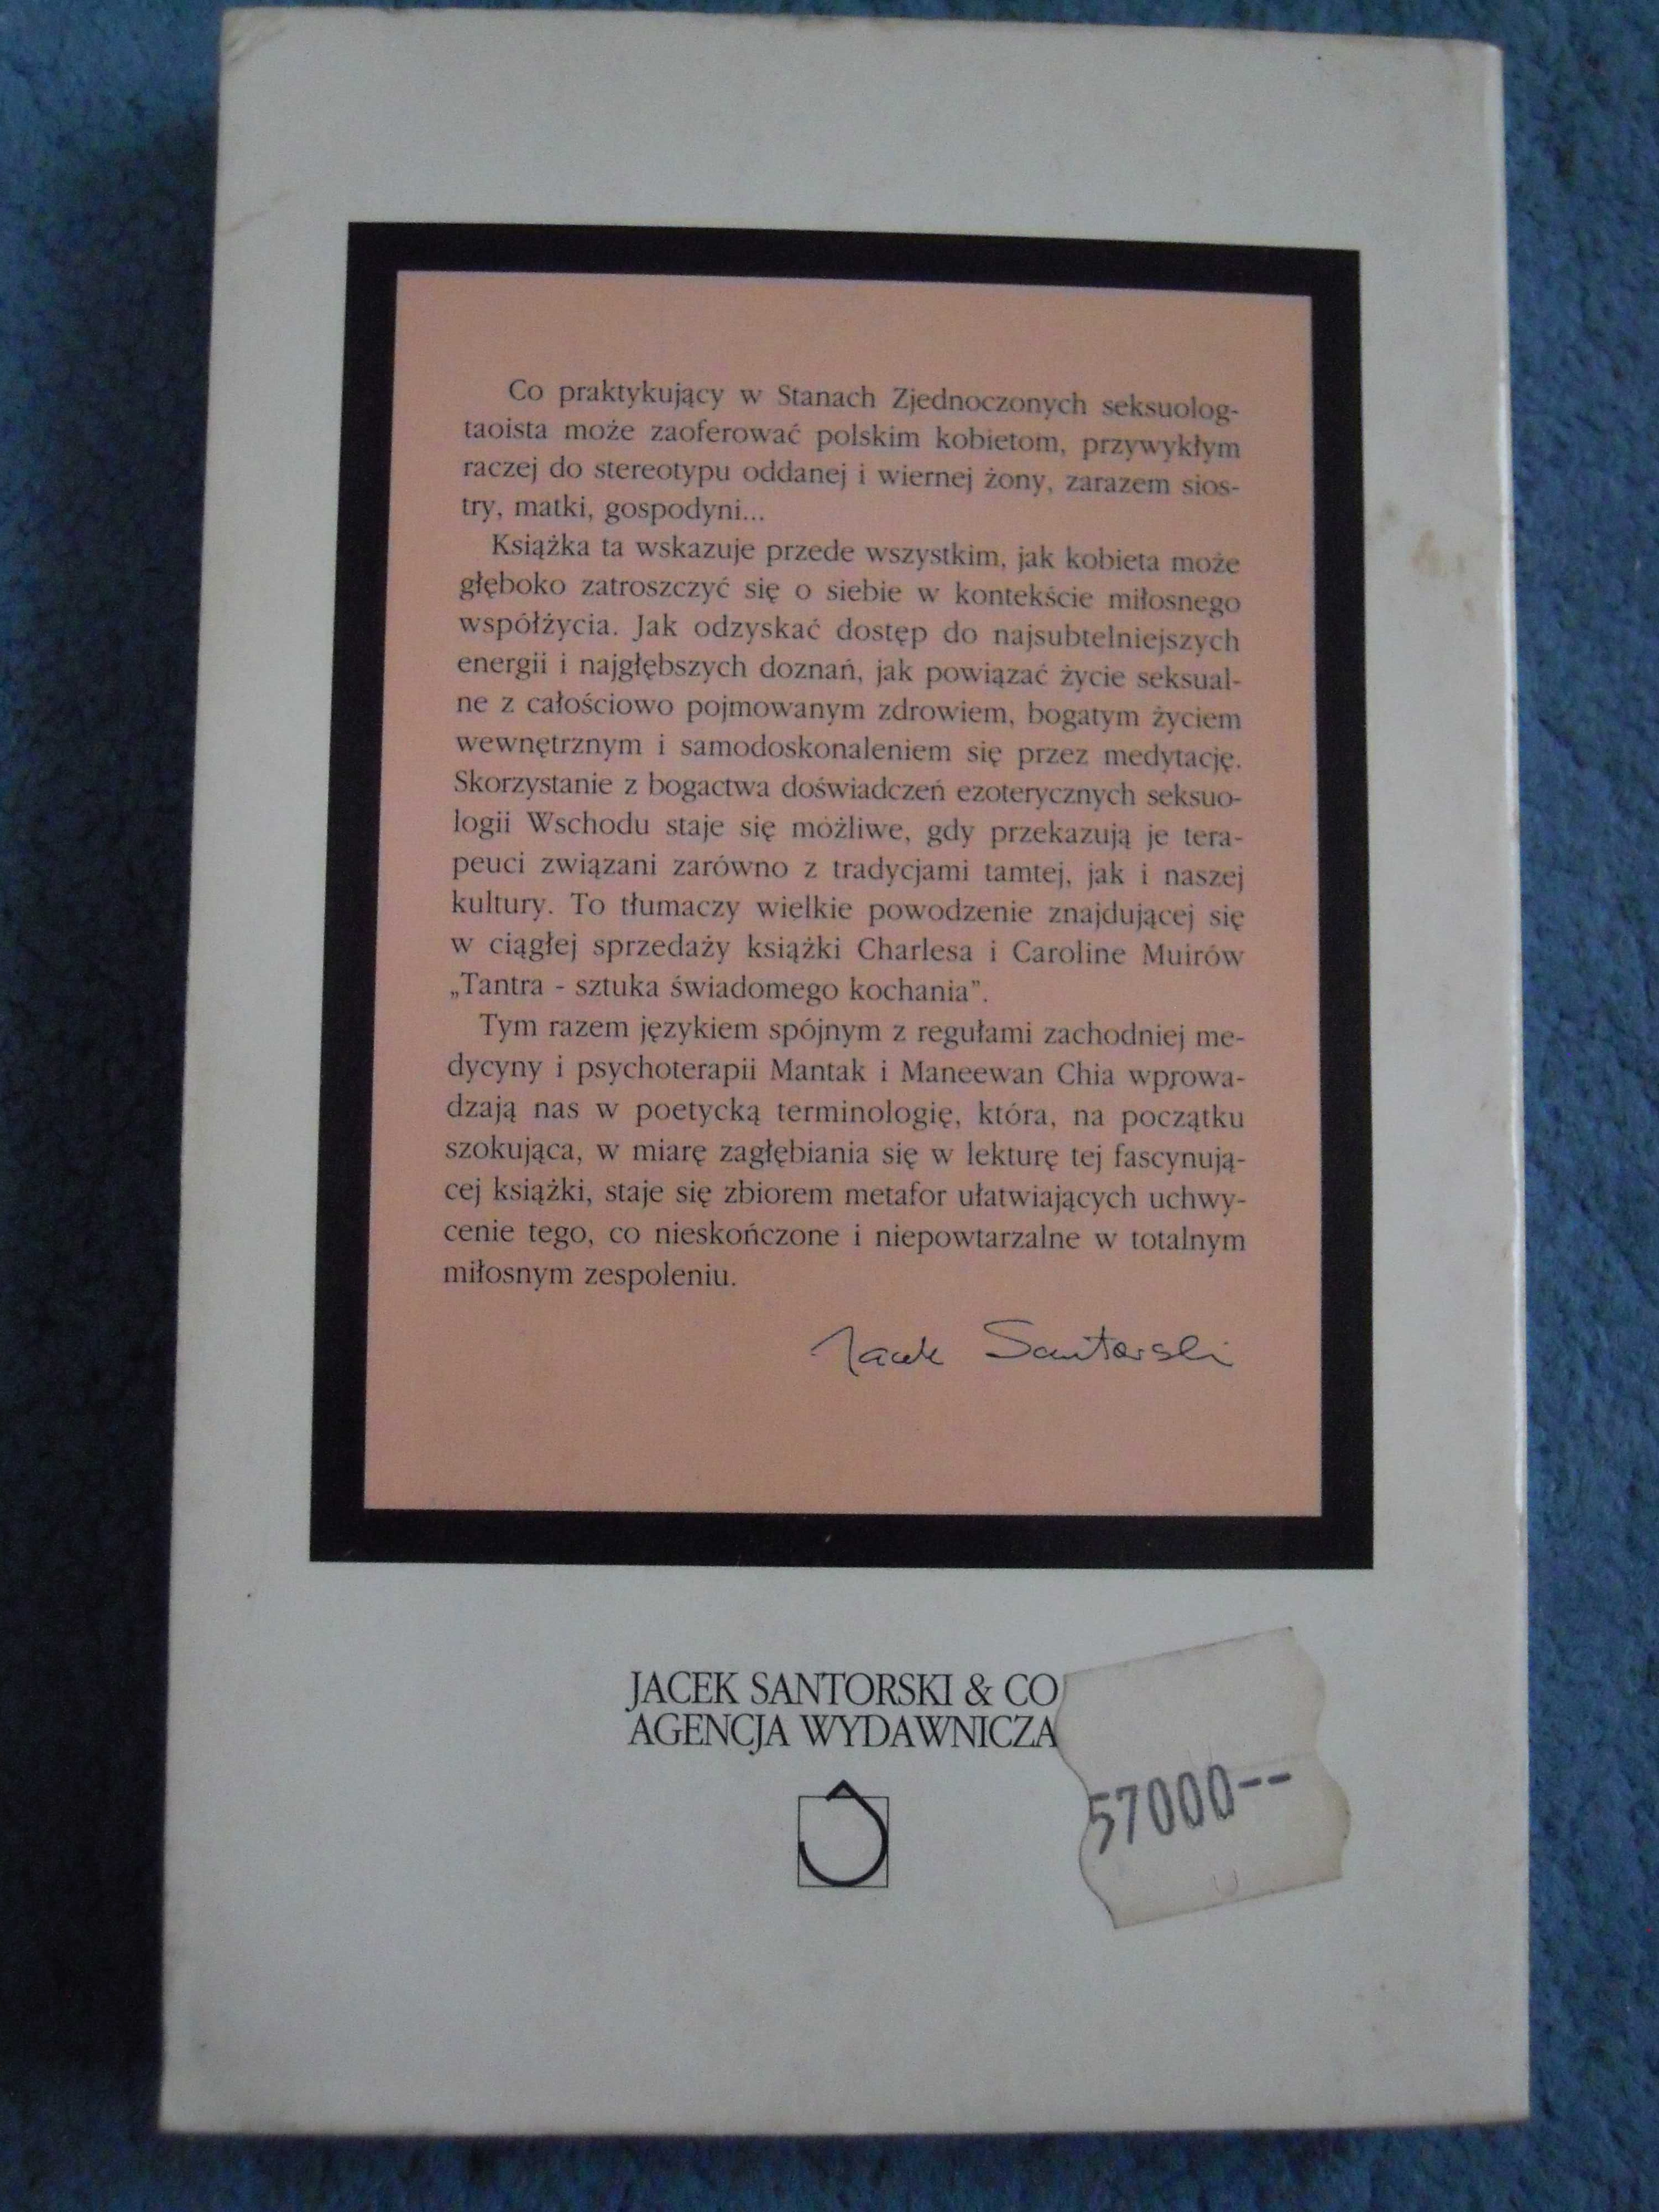 Co praktykujący w Stanach Zjednoczonych seksuolog-
taoista może zaoferować polskim kobietom, przywykłym
raczej do stereotypu oddanej i wiernej żony, zarazem sios-
try, matki, gospodyni...
Książka ta wskazuje przede wszystkim, jak kobieta może
głęboko zatroszczyć się o siebie w kontekście miłosnego
współżycia. Jak odzyskać dostęp do najsubtelniejszych
energii i najgłębszych doznań, jak powiązać życie seksual-
ne z całościowo pojmowanym zdrowiem, bogatym życiem
wewnętrznym i samodoskonaleniem się przez medytację.
Skorzystanie z bogactwa doświadczeń ezoterycznych seksuo-
logii Wschodu staje się możliwe, gdy przekazują je tera-
peuci związani zarówno z tradycjami tamtej, jak i naszej
kultury. To tłumaczy wielkie powodzenie znajdującej się
w ciągłej sprzedaży książki Charlesa i Caroline Muirów
„Tantra - sztuka świadomego kochania”.
Tym razem językiem spójnym z regułami zachodniej me-
dycyny i psychoterapii Mantak i Maneewan Chia wprowa-
dzają nas w poetycką terminologię, która, na początku
szokująca, w miarę zagłębiania się w lekturę tej fascynują-
cej książki, staje się zbiorem metafor ułatwiających uchwy-
cenie tego, co nieskończone i niepowtarzalne w totalnym
miłosnym zespoleniu.
Jacek Santorski
JACEK SANTORSKI & CO
AGENCJA WYDAWNICZA
57000--